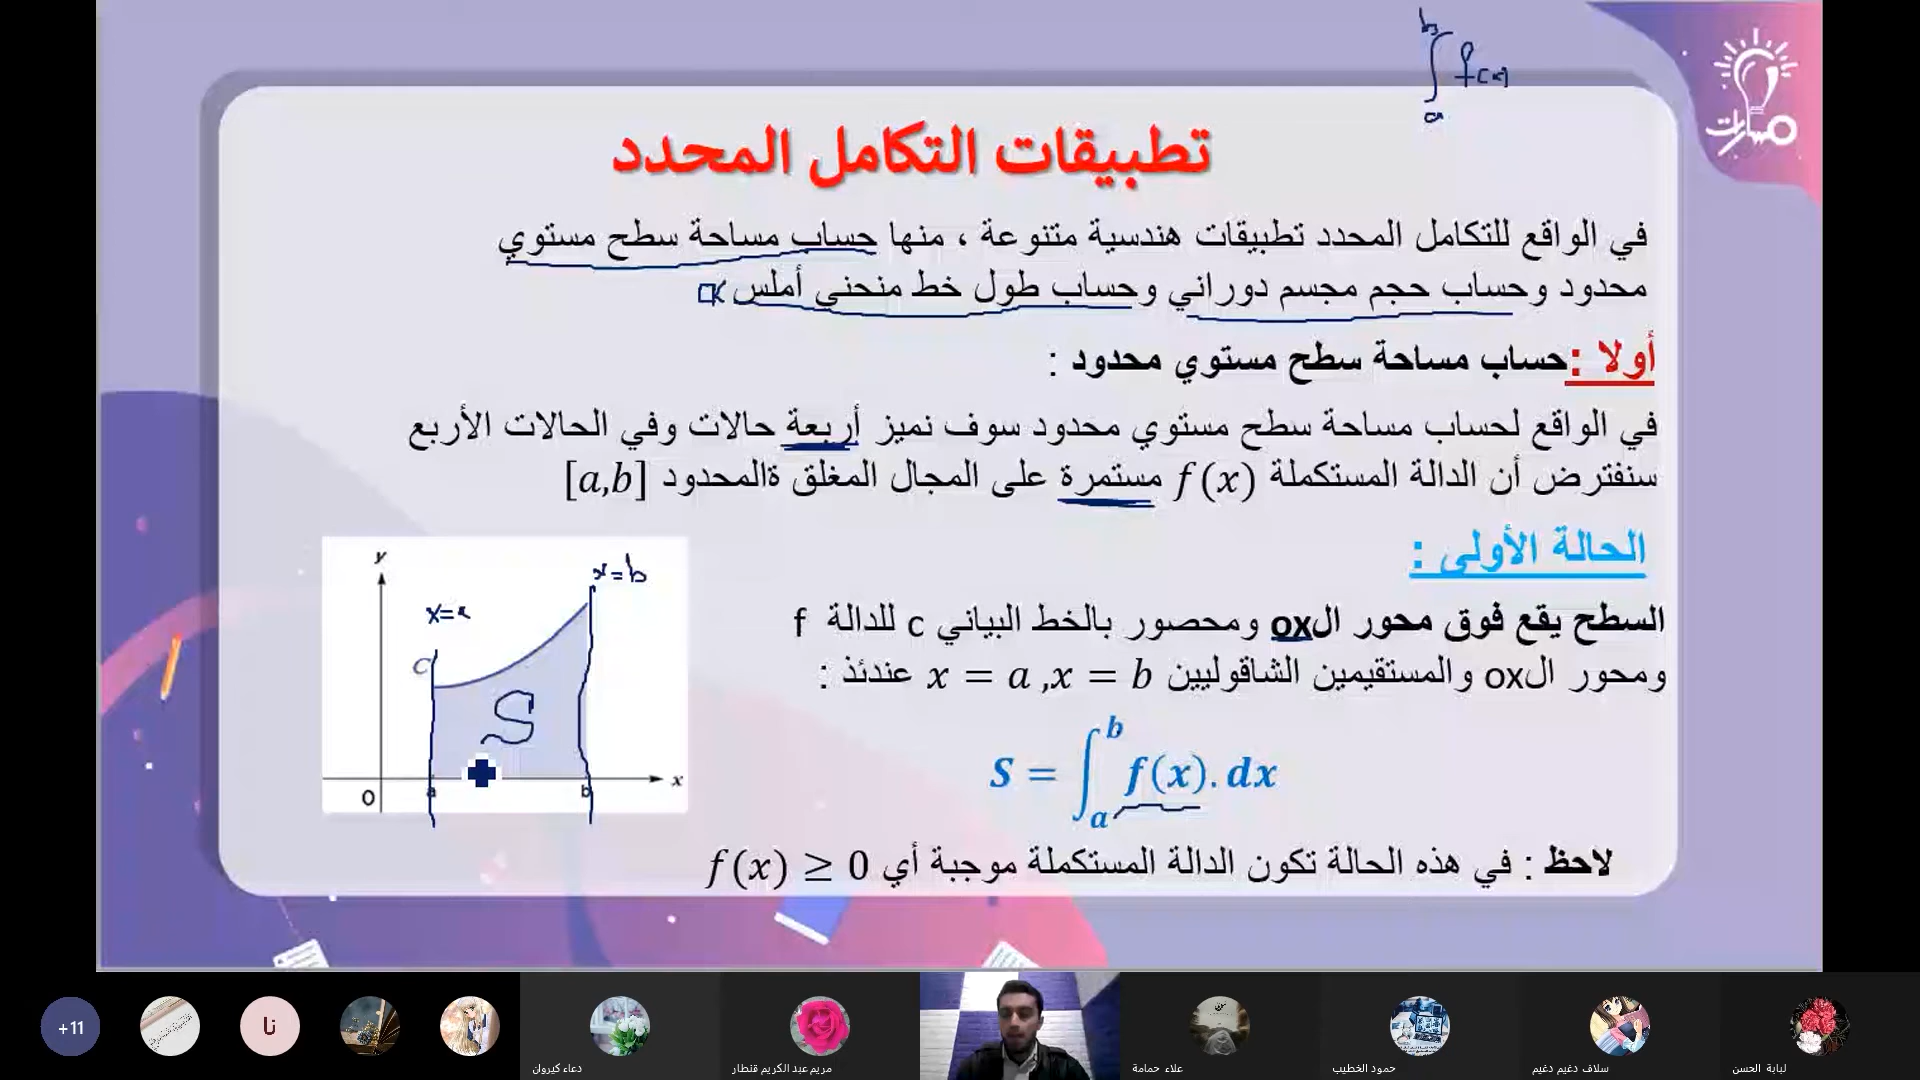 b
∫ f(x)
a
مسارات
تطبيقات التكامل المحدد
في الواقع للتكامل المحدد تطبيقات هندسية متنوعة ، منها حساب مساحة سطح مستوي
محدود وحساب حجم مجسم دوراني وحساب طول خط منحني أملس
أولا : حساب مساحة سطح مستوي محدود :
في الواقع لحساب مساحة سطح مستوي محدود سوف نميز أربعة حالات وفي الحالات الأربع
سنفترض أن الدالة المستكملة f(x) مستمرة على المجال المغلق ةالمحدود [a,b]
الحالة الأولى :
السطح يقع فوق محور الox ومحصور بالخط البياني c للدالة f
ومحور الox والمستقيمين الشاقوليين x = a ,x = b عندئذ :
S = ∫_a^b f(x). dx
لاحظ : في هذه الحالة تكون الدالة المستكملة موجبة أي f(x) ≥ 0
y
x=b
x=a
C
S
x
O
a
b
+11
نا
دعاء كيروان
مريم عبد الكريم قنطار
علاء حمامة
حمود الخطيب
سلاف دغيم دغيم
لبابة الحسن